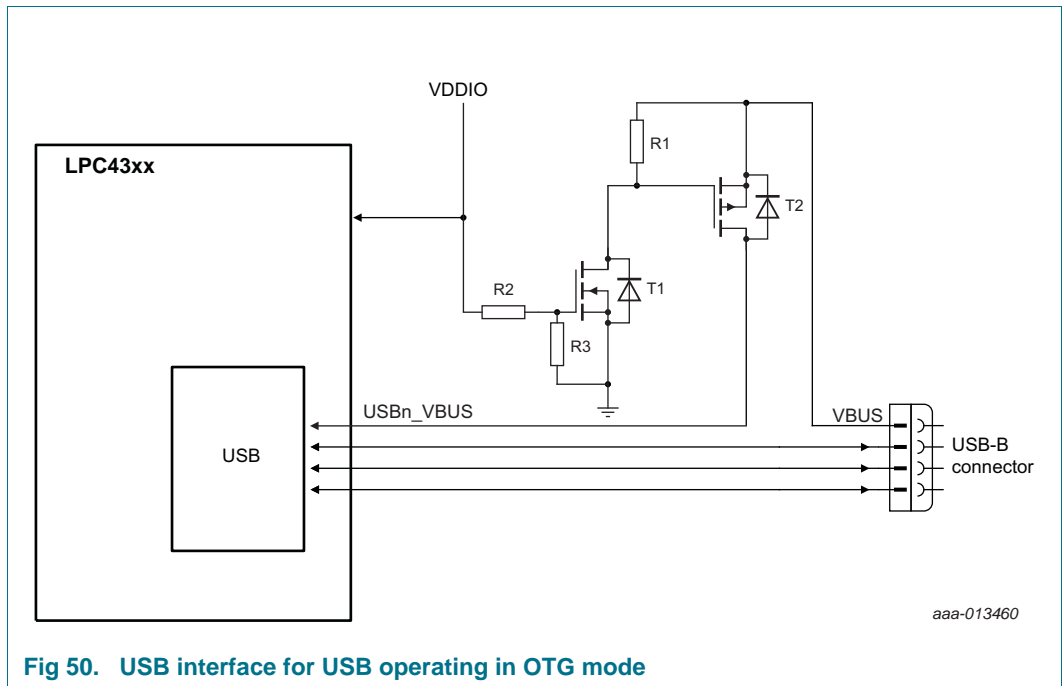 VDDIO
R1
LPC43xx
T2
R2
T1
R3
USBn_VBUS
VBUS
USB
USB-B
connector
aaa-013460
Fig 50. USB interface for USB operating in OTG mode